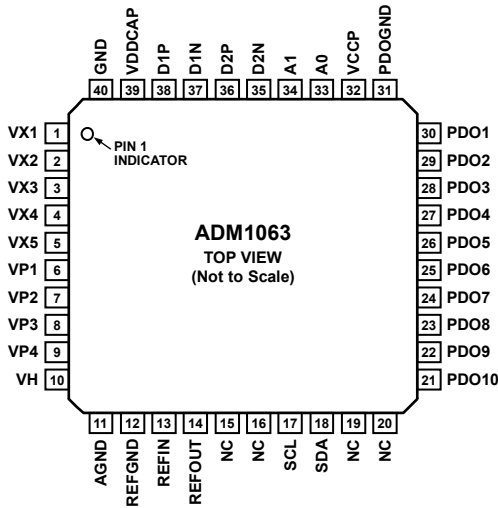 GND
VDDCAP
D1P
D1N
D2P
D2N
A1
A0
VCCP
PDOGND
40 39 38 37 36 35 34 33 32 31
VX1 1
VX2 2
VX3 3
VX4 4
VX5 5
VP1 6
VP2 7
VP3 8
VP4 9
VH 10
PIN 1
INDICATOR
ADM1063
TOP VIEW
(Not to Scale)
30 PDO1
29 PDO2
28 PDO3
27 PDO4
26 PDO5
25 PDO6
24 PDO7
23 PDO8
22 PDO9
21 PDO10
11 12 13 14 15 16 17 18 19 20
AGND
REFGND
REFIN
REFOUT
NC
NC
SCL
SDA
NC
NC